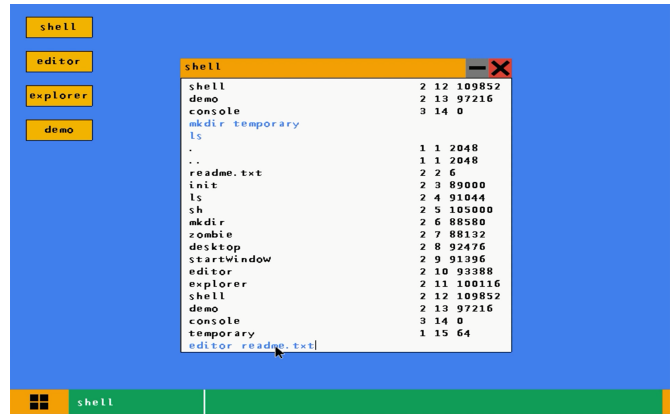 shell
editor
explorer
demo
shell
shell 2 12 109852
demo 2 13 97216
console 3 14 0
mkdir temporary
ls
. 1 1 2048
.. 1 1 2048
readme.txt 2 2 6
init 2 3 89000
ls 2 4 91044
sh 2 5 105000
mkdir 2 6 88580
zombie 2 7 88132
desktop 2 8 92476
startWindow 2 9 91396
editor 2 10 93388
explorer 2 11 100116
shell 2 12 109852
demo 2 13 97216
console 3 14 0
temporary 1 15 64
editor readme.txt
shell